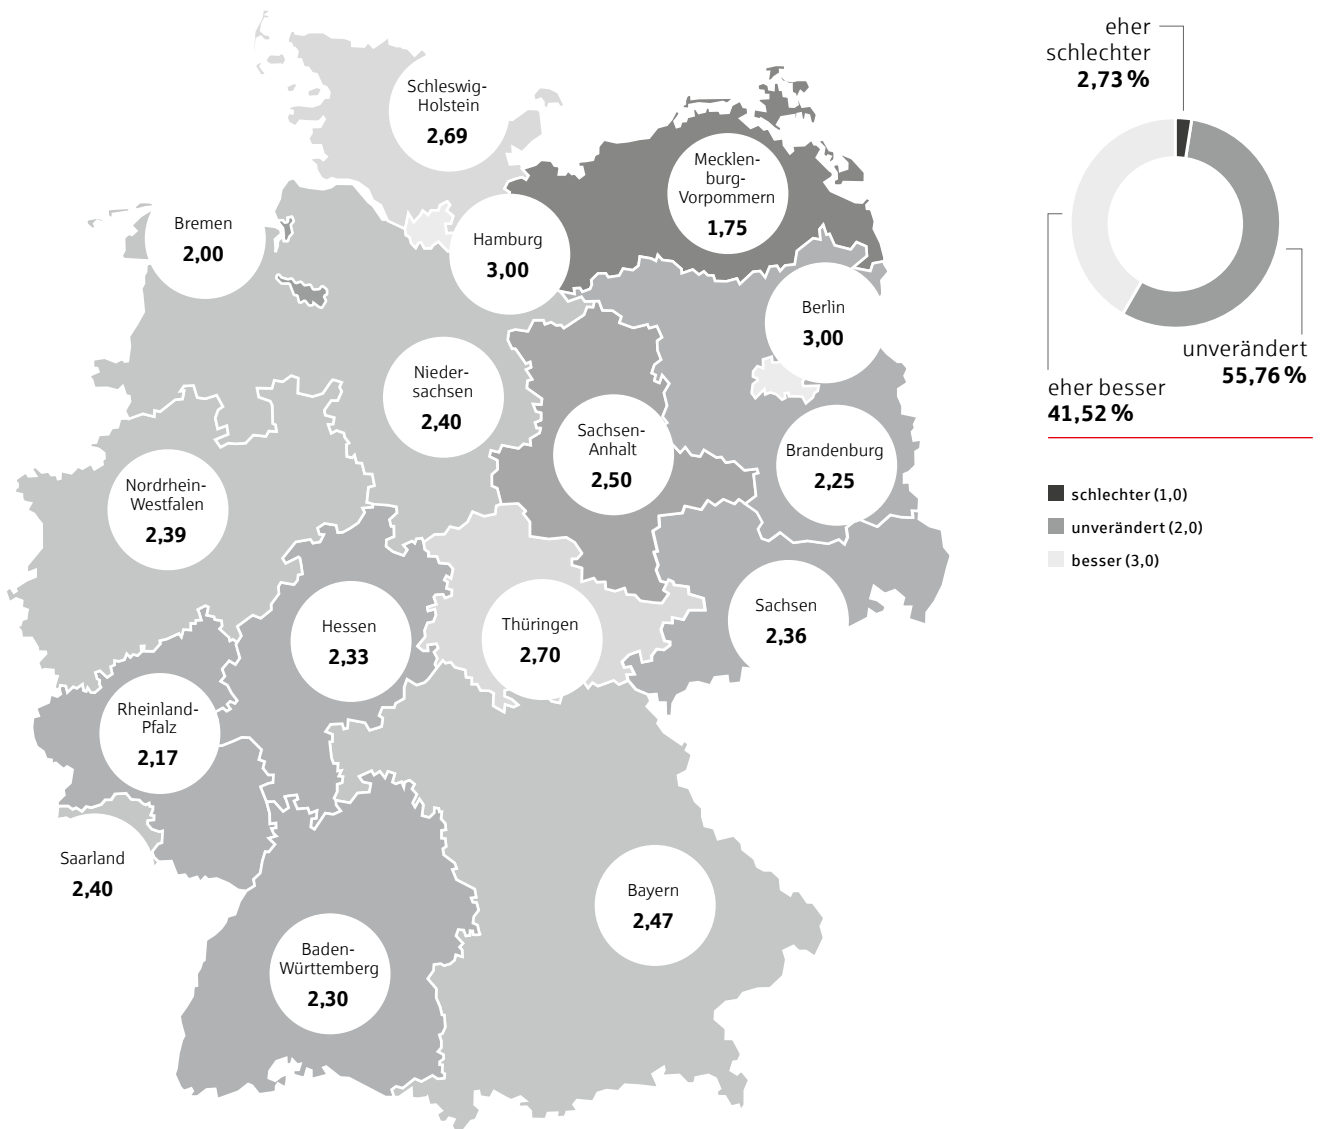 Schleswig-
Holstein
2,69
Mecklen-
burg-
Vorpommern
1,75
Bremen
2,00
Hamburg
3,00
Berlin
3,00
Nieder-
sachsen
2,40
Sachsen-
Anhalt
2,50
Brandenburg
2,25
Nordrhein-
Westfalen
2,39
Sachsen
2,36
Hessen
2,33
Thüringen
2,70
Rheinland-
Pfalz
2,17
Saarland
2,40
Bayern
2,47
Baden-
Württemberg
2,30
eher
schlechter
2,73 %
unverändert
55,76 %
eher besser
41,52 %
schlechter (1,0)
unverändert (2,0)
besser (3,0)